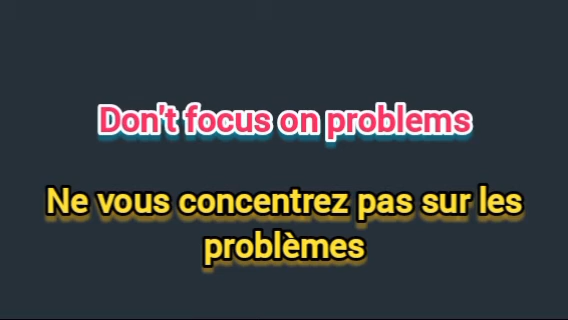 Don't focus on problems
Ne vous concentrez pas sur les
problèmes